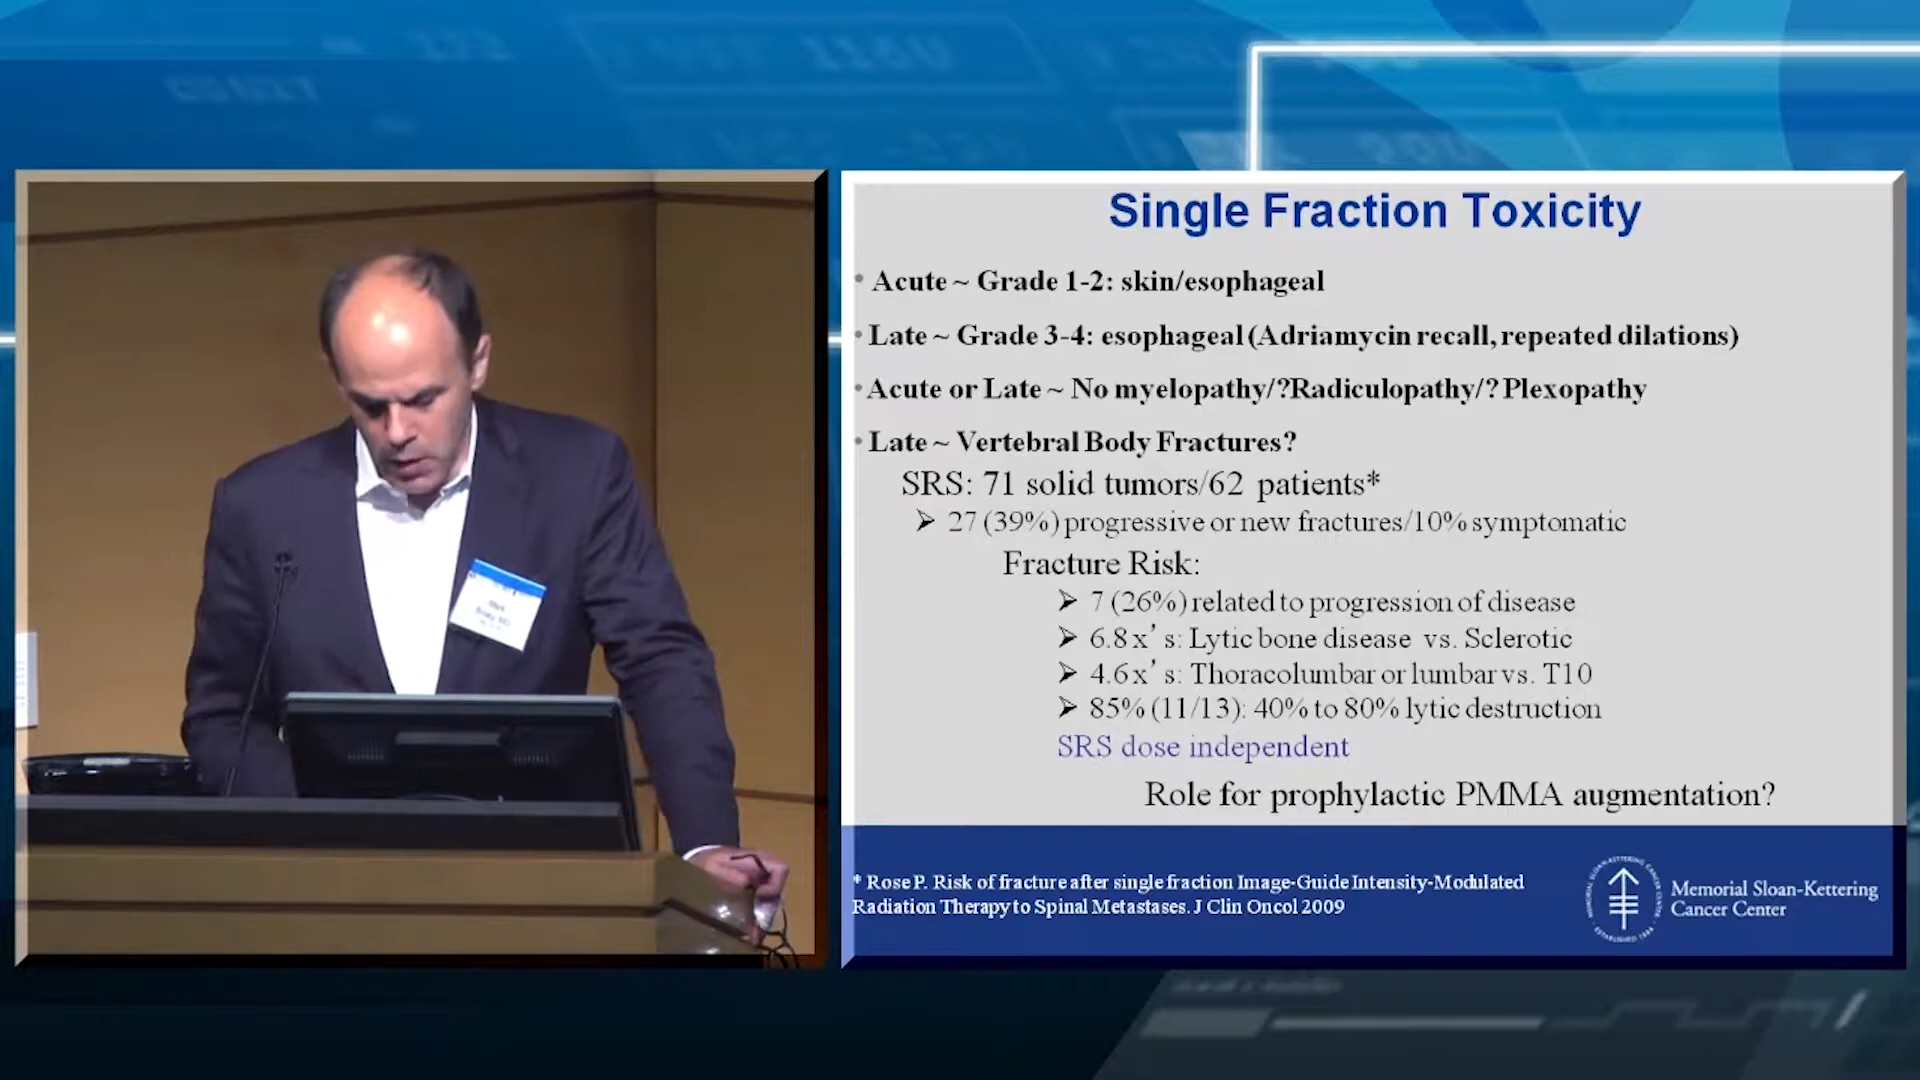 Single Fraction Toxicity
• Acute ~ Grade 1-2: skin/esophageal
• Late ~ Grade 3-4: esophageal (Adriamycin recall, repeated dilations)
• Acute or Late ~ No myelopathy/?Radiculopathy/? Plexopathy
• Late ~ Vertebral Body Fractures?
SRS: 71 solid tumors/62 patients*
➢ 27 (39%) progressive or new fractures/10% symptomatic
Fracture Risk:
➢ 7 (26%) related to progression of disease
➢ 6.8 x's: Lytic bone disease vs. Sclerotic
➢ 4.6 x's: Thoracolumbar or lumbar vs. T10
➢ 85% (11/13): 40% to 80% lytic destruction
SRS dose independent
Role for prophylactic PMMA augmentation?
* Rose P. Risk of fracture after single fraction Image-Guide Intensity-Modulated
Radiation Therapy to Spinal Metastases. J Clin Oncol 2009
Memorial Sloan-Kettering
Cancer Center